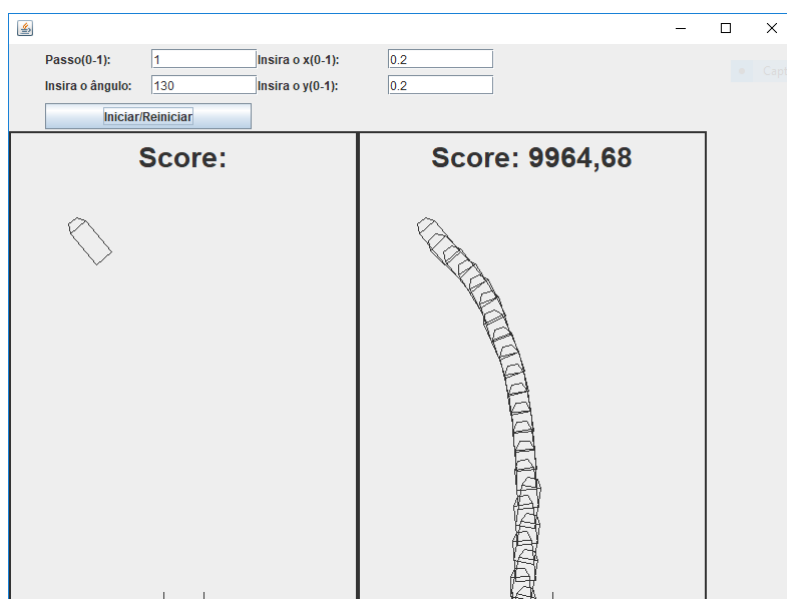 Passo(0-1): 1 Insira o x(0-1): 0.2
Insira o ângulo: 130 Insira o y(0-1): 0.2
Iniciar/Reiniciar
Score: Score: 9964,68